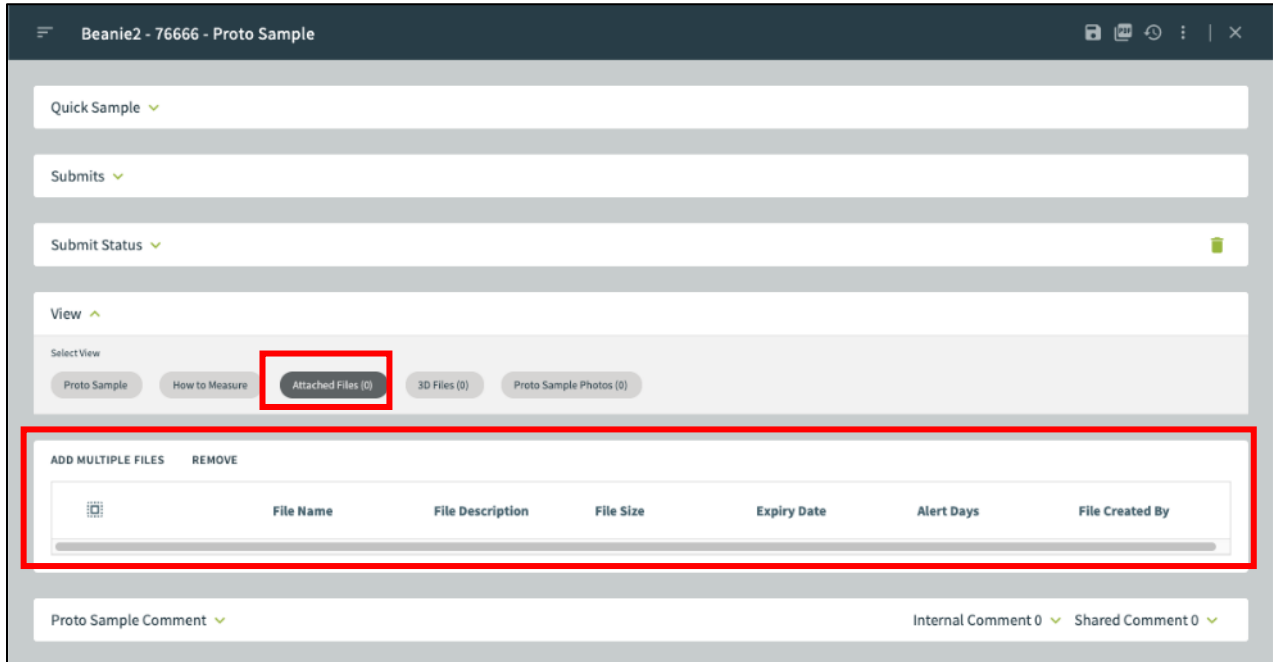 Beanie2 - 76666 - Proto Sample
Quick Sample
Submits
Submit Status
View
Select View
Proto Sample How to Measure Attached Files (0) 3D Files (0) Proto Sample Photos (0)
ADD MULTIPLE FILES REMOVE
File Name File Description File Size Expiry Date Alert Days File Created By
Proto Sample Comment Internal Comment 0 Shared Comment 0